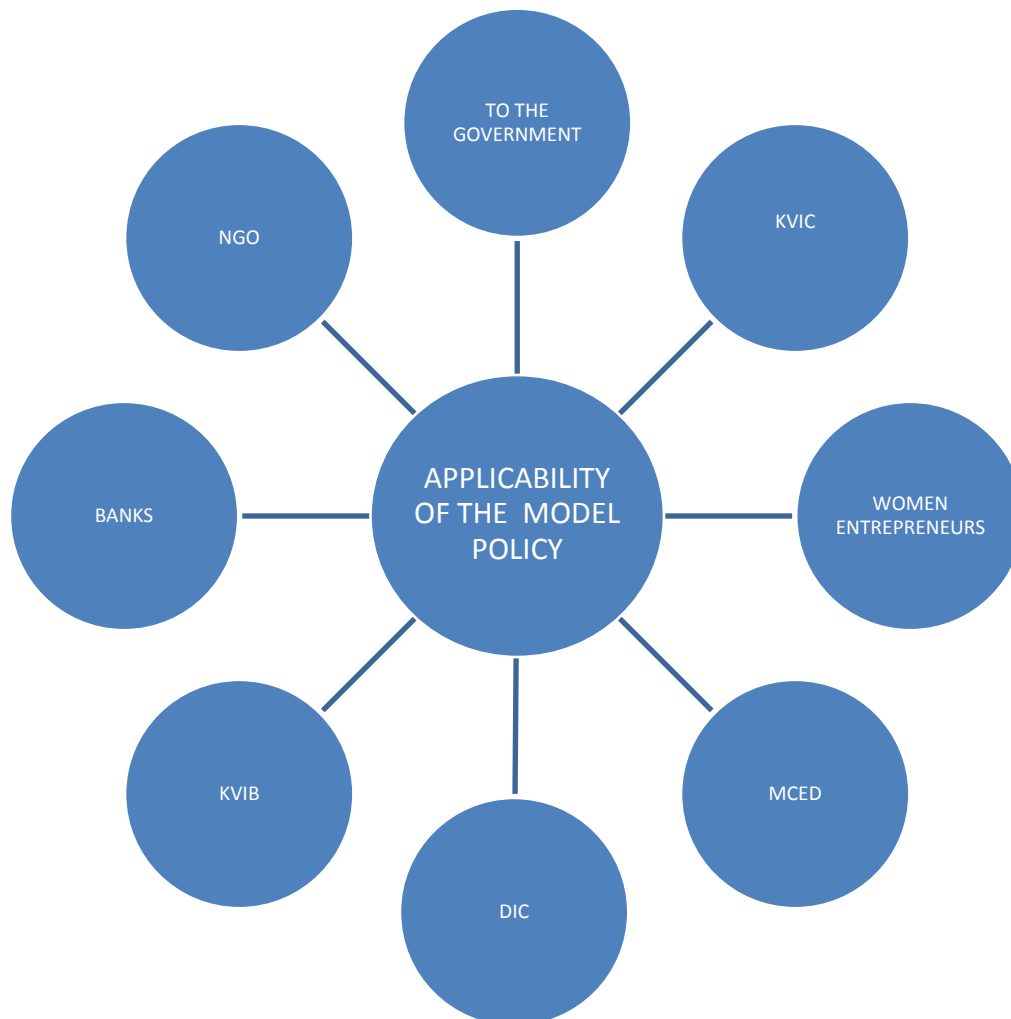 TO THE
GOVERNMENT
NGO
KVIC
APPLICABILITY
OF THE MODEL
POLICY
BANKS
WOMEN
ENTREPRENEURS
KVIB
MCED
DIC